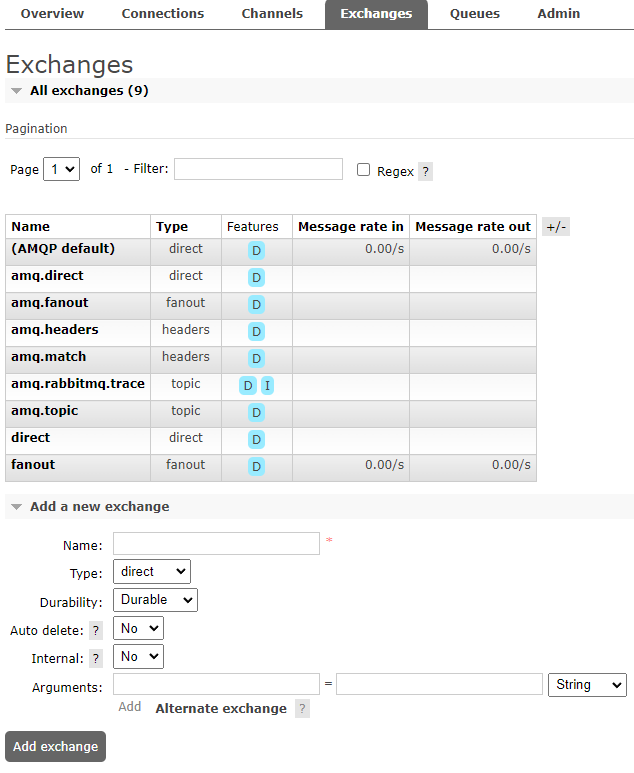 Overview Connections Channels Exchanges Queues Admin
Exchanges
All exchanges (9)
Pagination
Page 1 of 1 - Filter: Regex ?
Name Type Features Message rate in Message rate out +/-
(AMQP default) direct D 0.00/s 0.00/s
amq.direct direct D
amq.fanout fanout D
amq.headers headers D
amq.match headers D
amq.rabbitmq.trace topic D I
amq.topic topic D
direct direct D
fanout fanout D 0.00/s 0.00/s
Add a new exchange
Name: *
Type: direct
Durability: Durable
Auto delete: ? No
Internal: ? No
Arguments: = String
Add Alternate exchange ?
Add exchange